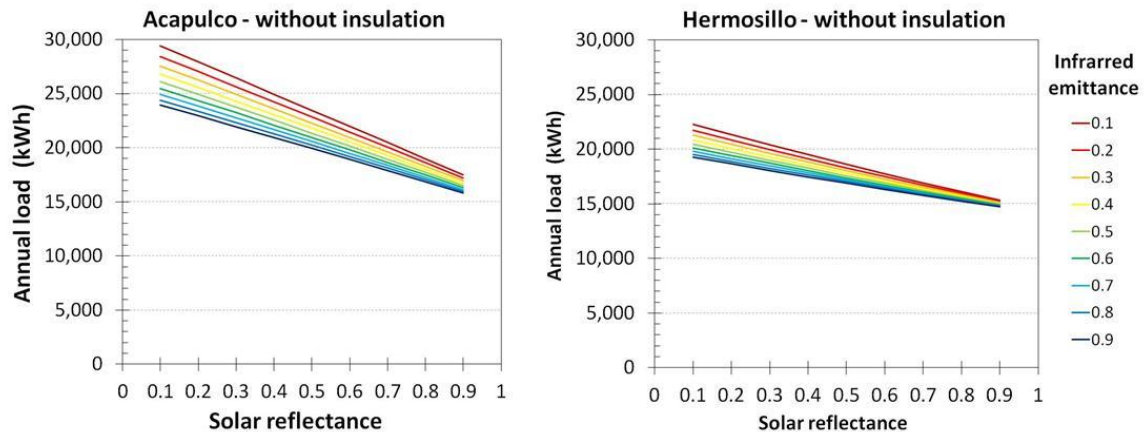 Acapulco - without insulation
30,000
25,000
20,000
15,000
10,000
5,000
0
Annual load (kWh)
0 0.1 0.2 0.3 0.4 0.5 0.6 0.7 0.8 0.9 1
Solar reflectance
Hermosillo - without insulation
30,000
25,000
20,000
15,000
10,000
5,000
0
Annual load (kWh)
0 0.1 0.2 0.3 0.4 0.5 0.6 0.7 0.8 0.9 1
Solar reflectance
Infrarred
emittance
0.1
0.2
0.3
0.4
0.5
0.6
0.7
0.8
0.9